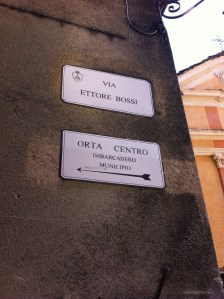 VIA
ETTORE BOSSI
ORTA CENTRO
IMBARCADERO
MUNICIPIO